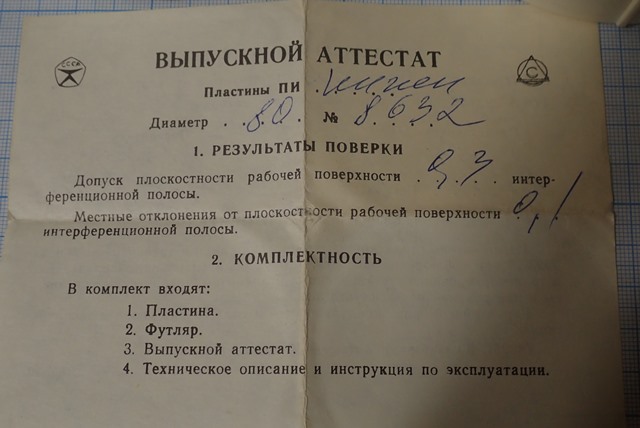 СССР
ВЫПУСКНОЙ АТТЕСТАТ
С
Пластины ПИ
Диаметр . . 80. № 8632
1. РЕЗУЛЬТАТЫ ПОВЕРКИ
Допуск плоскостности рабочей поверхности . 0,3 . . интер-
ференционной полосы.
Местные отклонения от плоскостности рабочей поверхности 0,1
интерференционной полосы.
2. КОМПЛЕКТНОСТЬ
В комплект входят:
1. Пластина.
2. Футляр.
3. Выпускной аттестат.
4. Техническое описание и инструкция по эксплуатации.